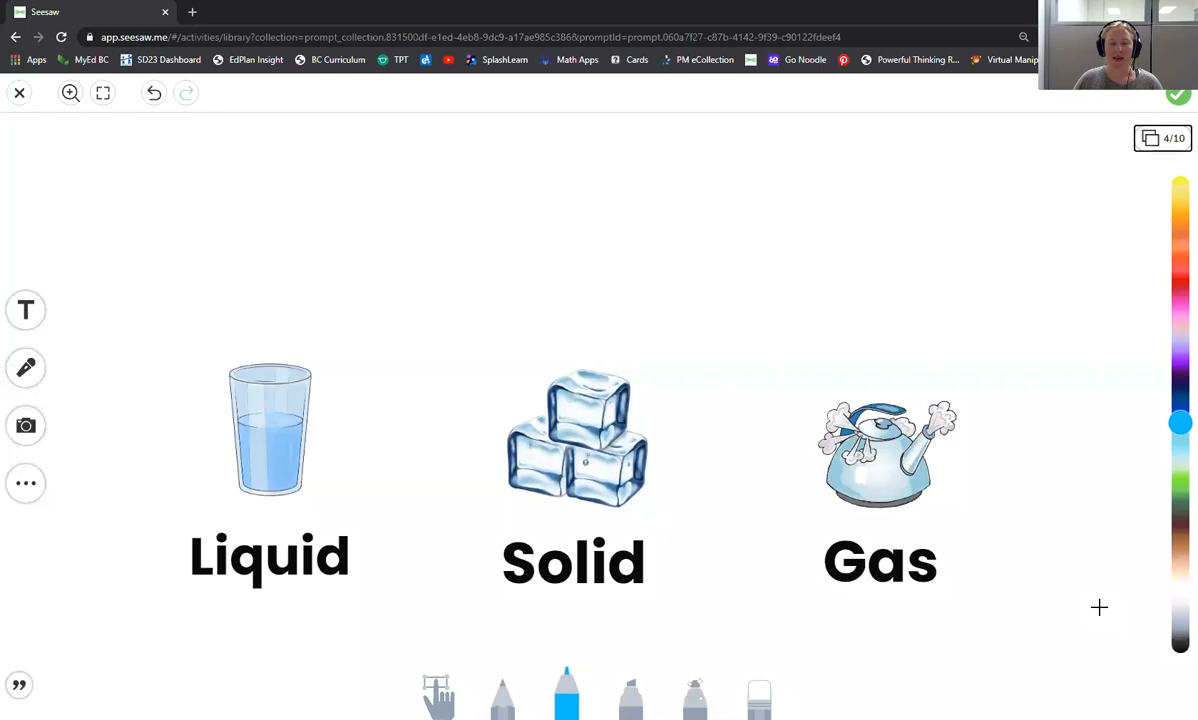 Seesaw
app.seesaw.me/#/activities/library?collection=prompt_collection.831500df-e1ed-4eb8-9dc9-a17ae985c386&promptId=prompt.060a7f27-c87b-4142-9f39-c90122fdeef4
Apps MyEd BC SD23 Dashboard EdPlan Insight BC Curriculum TPT SplashLearn Math Apps Cards PM eCollection Go Noodle Powerful Thinking R... Virtual Manip
4/10
T
Liquid Solid Gas